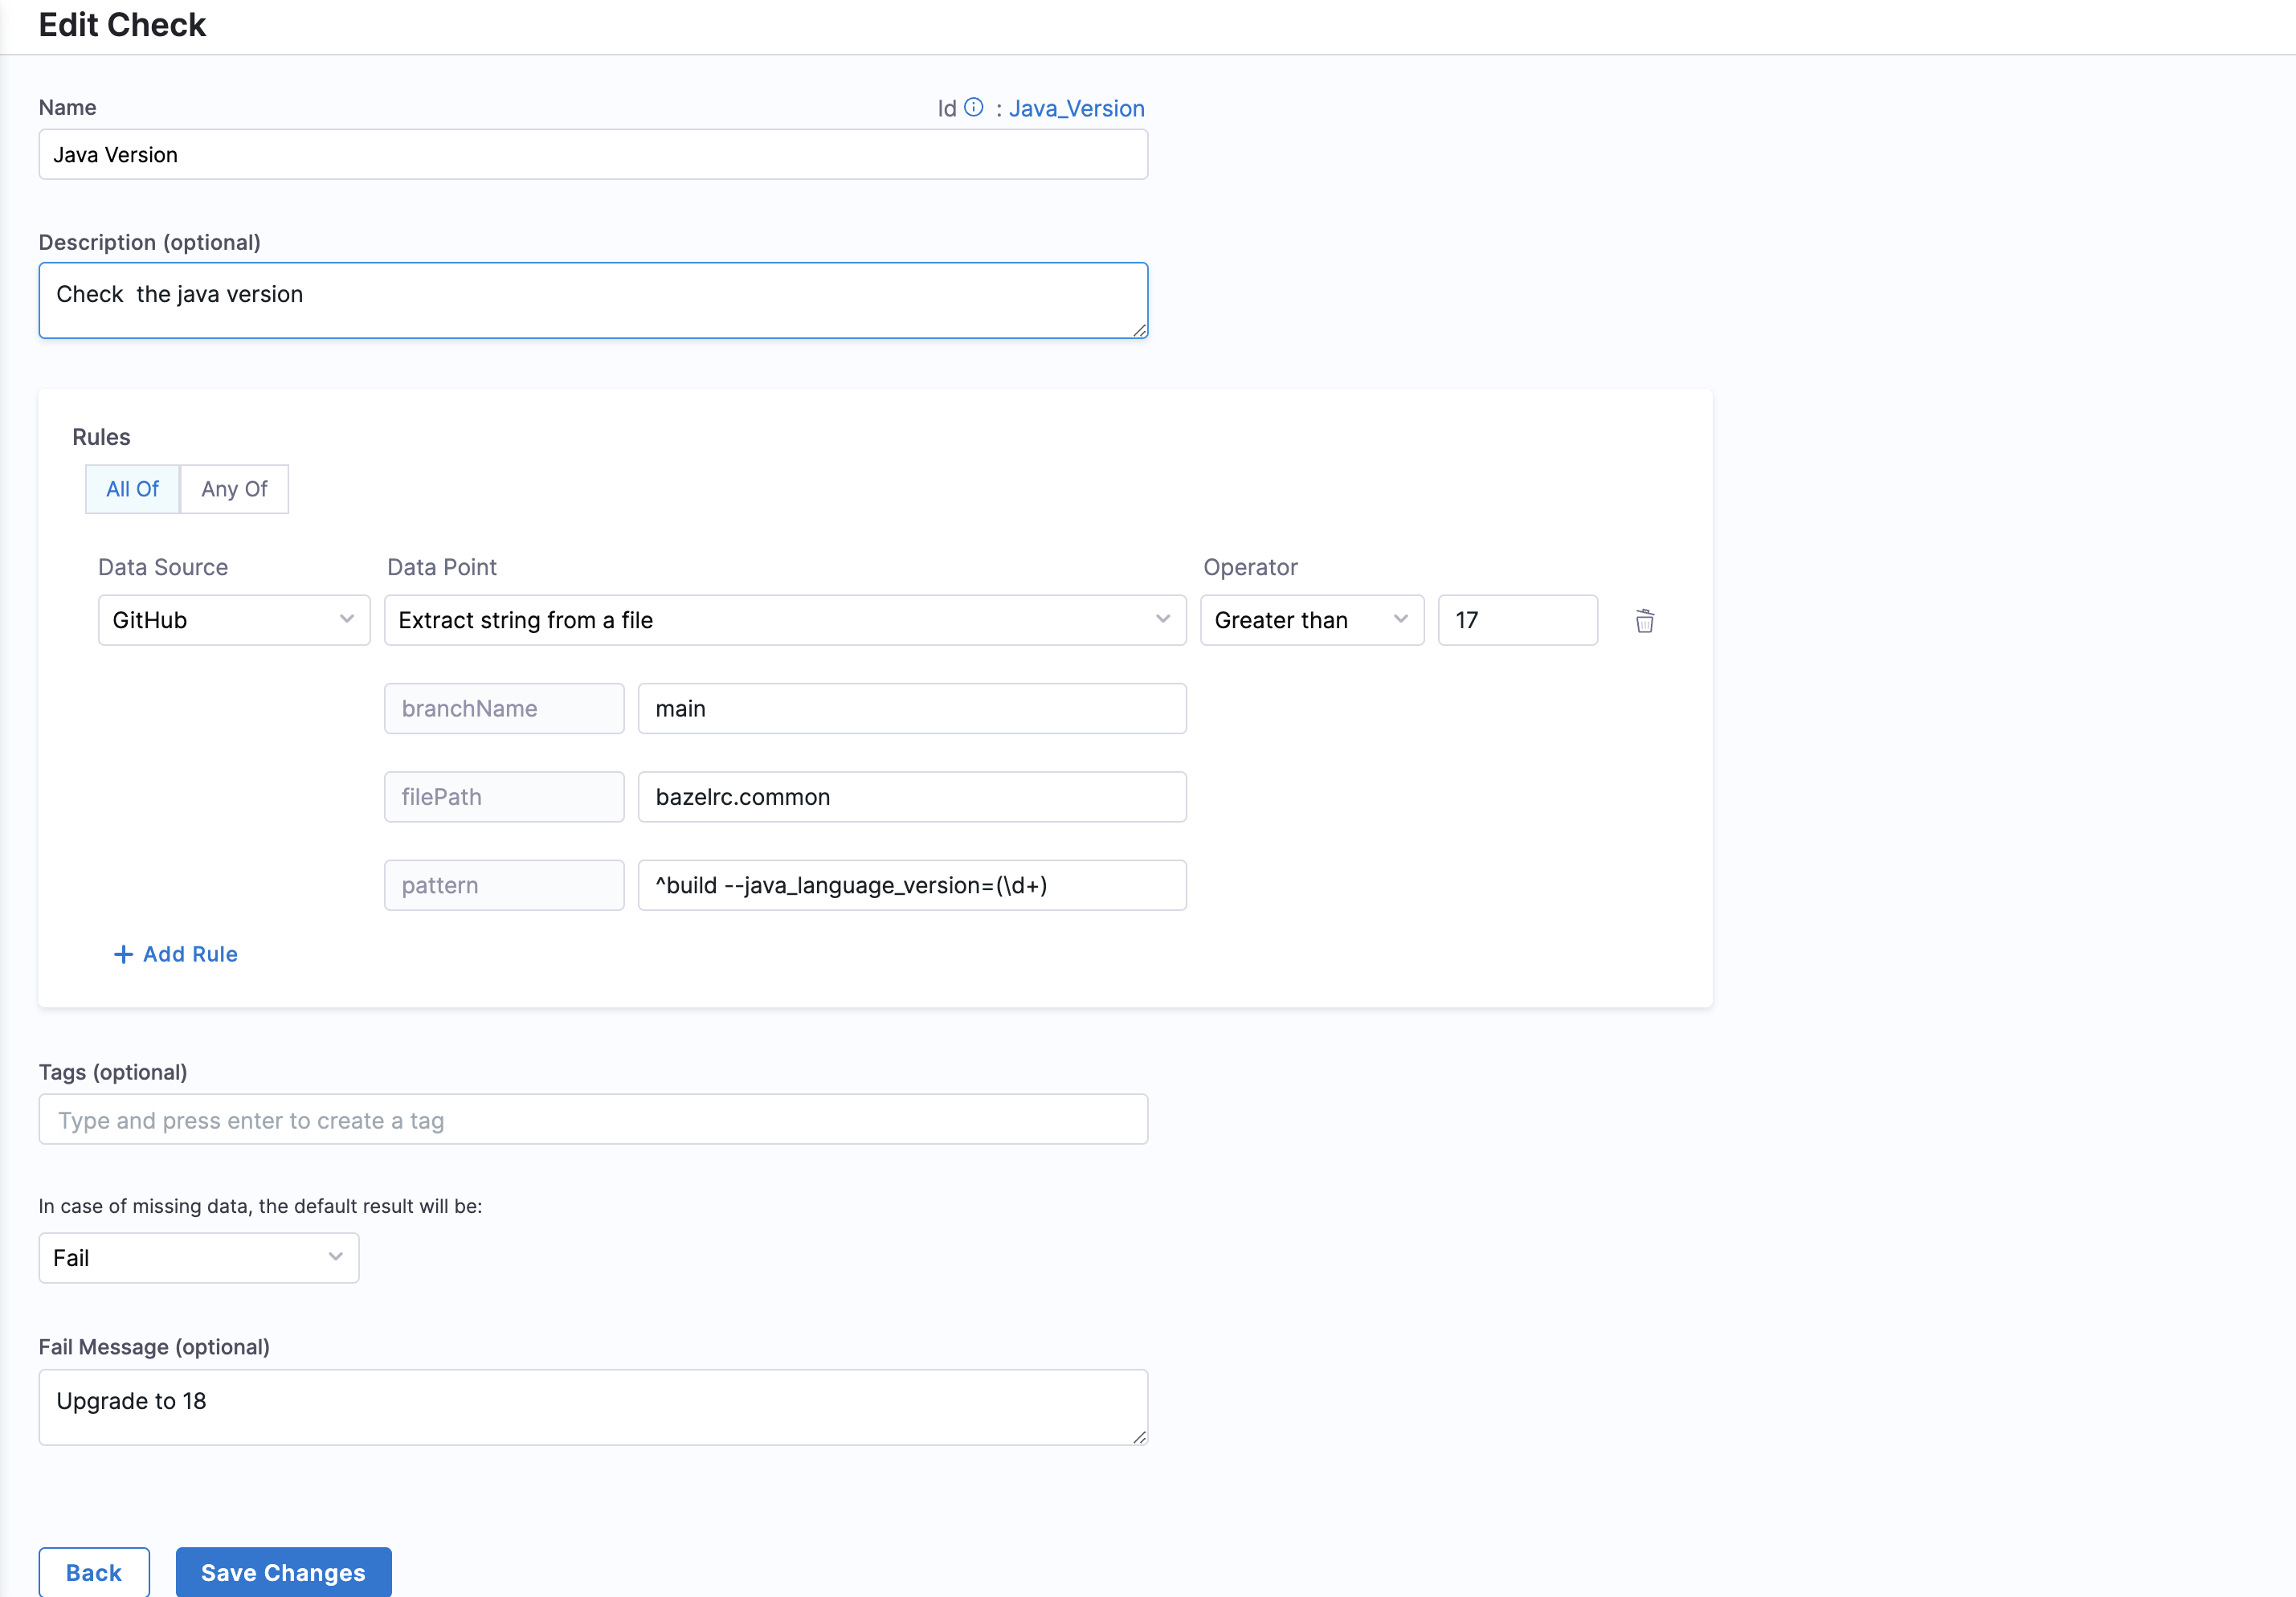 Edit Check
Name
Id : Java_Version
Java Version
Description (optional)
Check  the java version
Rules
All Of Any Of
Data Source Data Point Operator
GitHub Extract string from a file Greater than 17
branchName main
filePath bazelrc.common
pattern ^build --java_language_version=(\d+)
+ Add Rule
Tags (optional)
Type and press enter to create a tag
In case of missing data, the default result will be:
Fail
Fail Message (optional)
Upgrade to 18
Back Save Changes